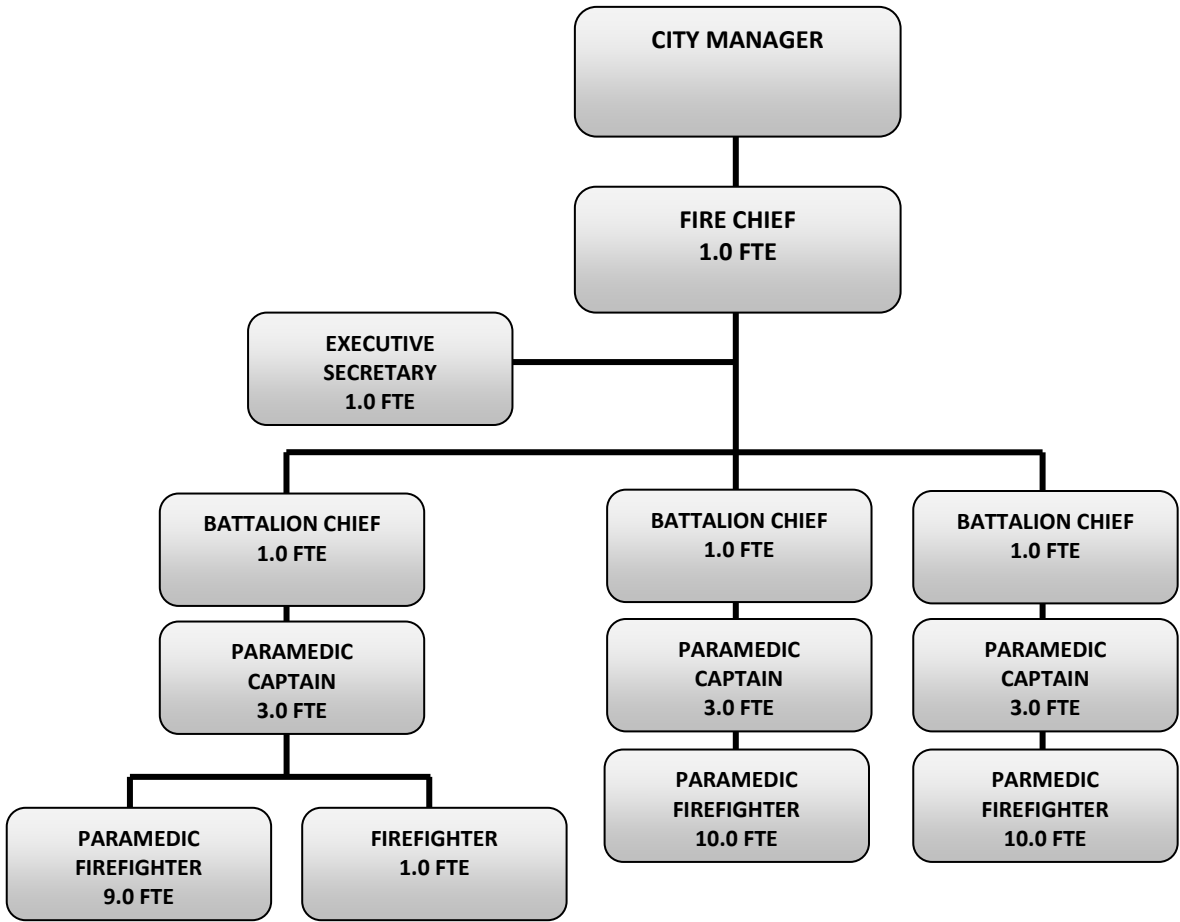 CITY MANAGER
FIRE CHIEF
1.0 FTE
EXECUTIVE
SECRETARY
1.0 FTE
BATTALION CHIEF
1.0 FTE
BATTALION CHIEF
1.0 FTE
BATTALION CHIEF
1.0 FTE
PARAMEDIC
CAPTAIN
3.0 FTE
PARAMEDIC
CAPTAIN
3.0 FTE
PARAMEDIC
CAPTAIN
3.0 FTE
PARAMEDIC
FIREFIGHTER
9.0 FTE
FIREFIGHTER
1.0 FTE
PARAMEDIC
FIREFIGHTER
10.0 FTE
PARMEDIC
FIREFIGHTER
10.0 FTE